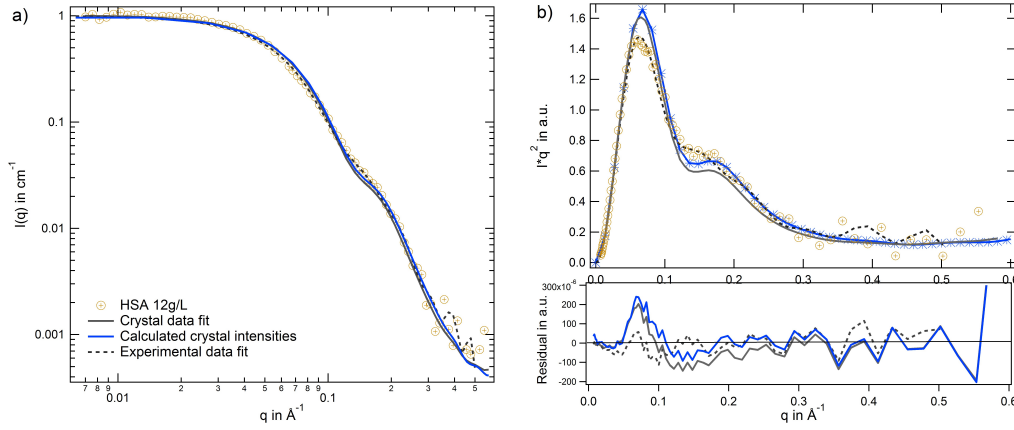 a)
I(q) in cm-1
1
0.1
0.01
0.001
HSA 12g/L
Crystal data fit
Calculated crystal intensities
Experimental data fit
7 8 9 0.01 2 3 4 5 6 7 8 9 0.1 2 3 4 5
q in Å-1
b)
I*q2 in a.u.
1.6
1.4
1.2
1.0
0.8
0.6
0.4
0.2
0.0
0.0 0.1 0.2 0.3 0.4 0.5 0.6
Residual in a.u.
300x10-8
200
100
0
-100
-200
0.0 0.1 0.2 0.3 0.4 0.5 0.6
q in Å-1